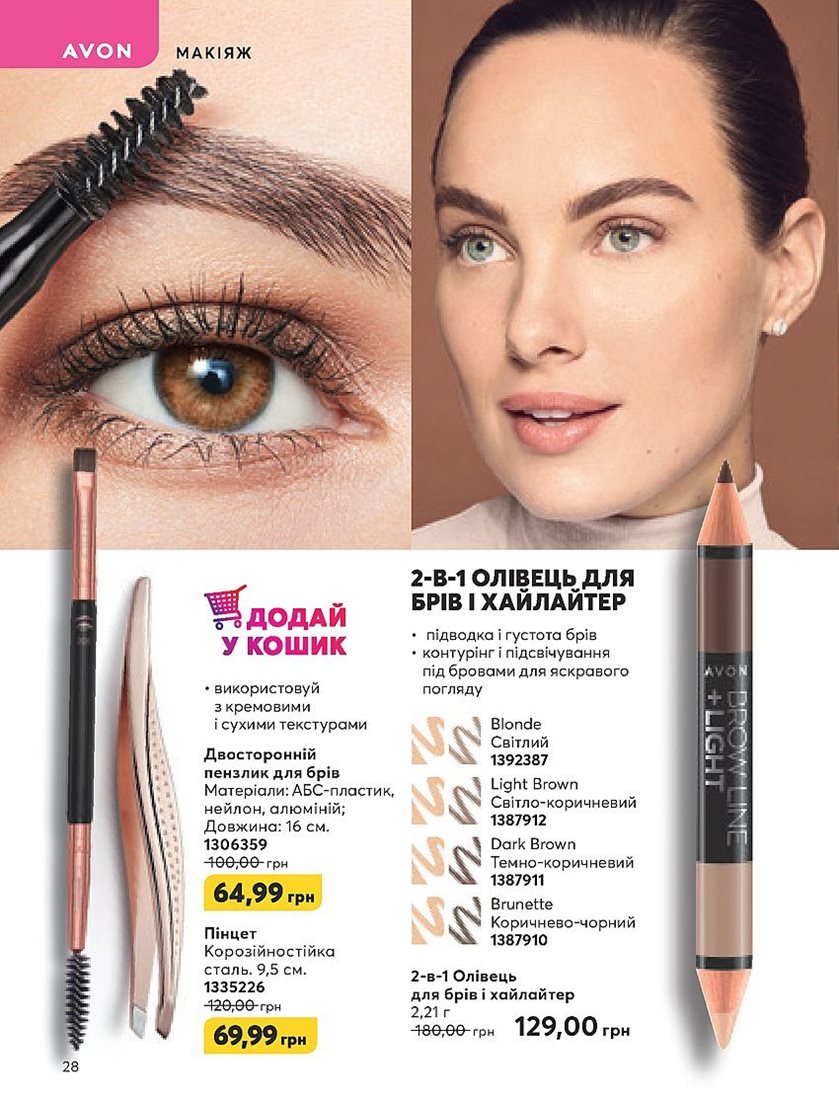 AVON
МАКІЯЖ
ДОДАЙ
У КОШИК
• використовуй
з кремовими
і сухими текстурами
Двосторонній
пензлик для брів
Матеріали: АБС-пластик,
нейлон, алюміній;
Довжина: 16 см.
1306359
100,00 грн
64,99 грн
Пінцет
Корозійностійка
сталь. 9,5 см.
1335226
120,00 грн
69,99 грн
28
2-В-1 ОЛІВЕЦЬ ДЛЯ
БРІВ І ХАЙЛАЙТЕР
• підводка і густота брів
• контурінг і підсвічування
під бровами для яскравого
погляду
Blonde
Світлий
1392387
Light Brown
Світло-коричневий
1387912
Dark Brown
Темно-коричневий
1387911
Brunette
Коричнево-чорний
1387910
2-в-1 Олівець
для брів і хайлайтер
2,21 г
180,00 грн 129,00 грн
AVON
BROW LINE
+ LIGHT